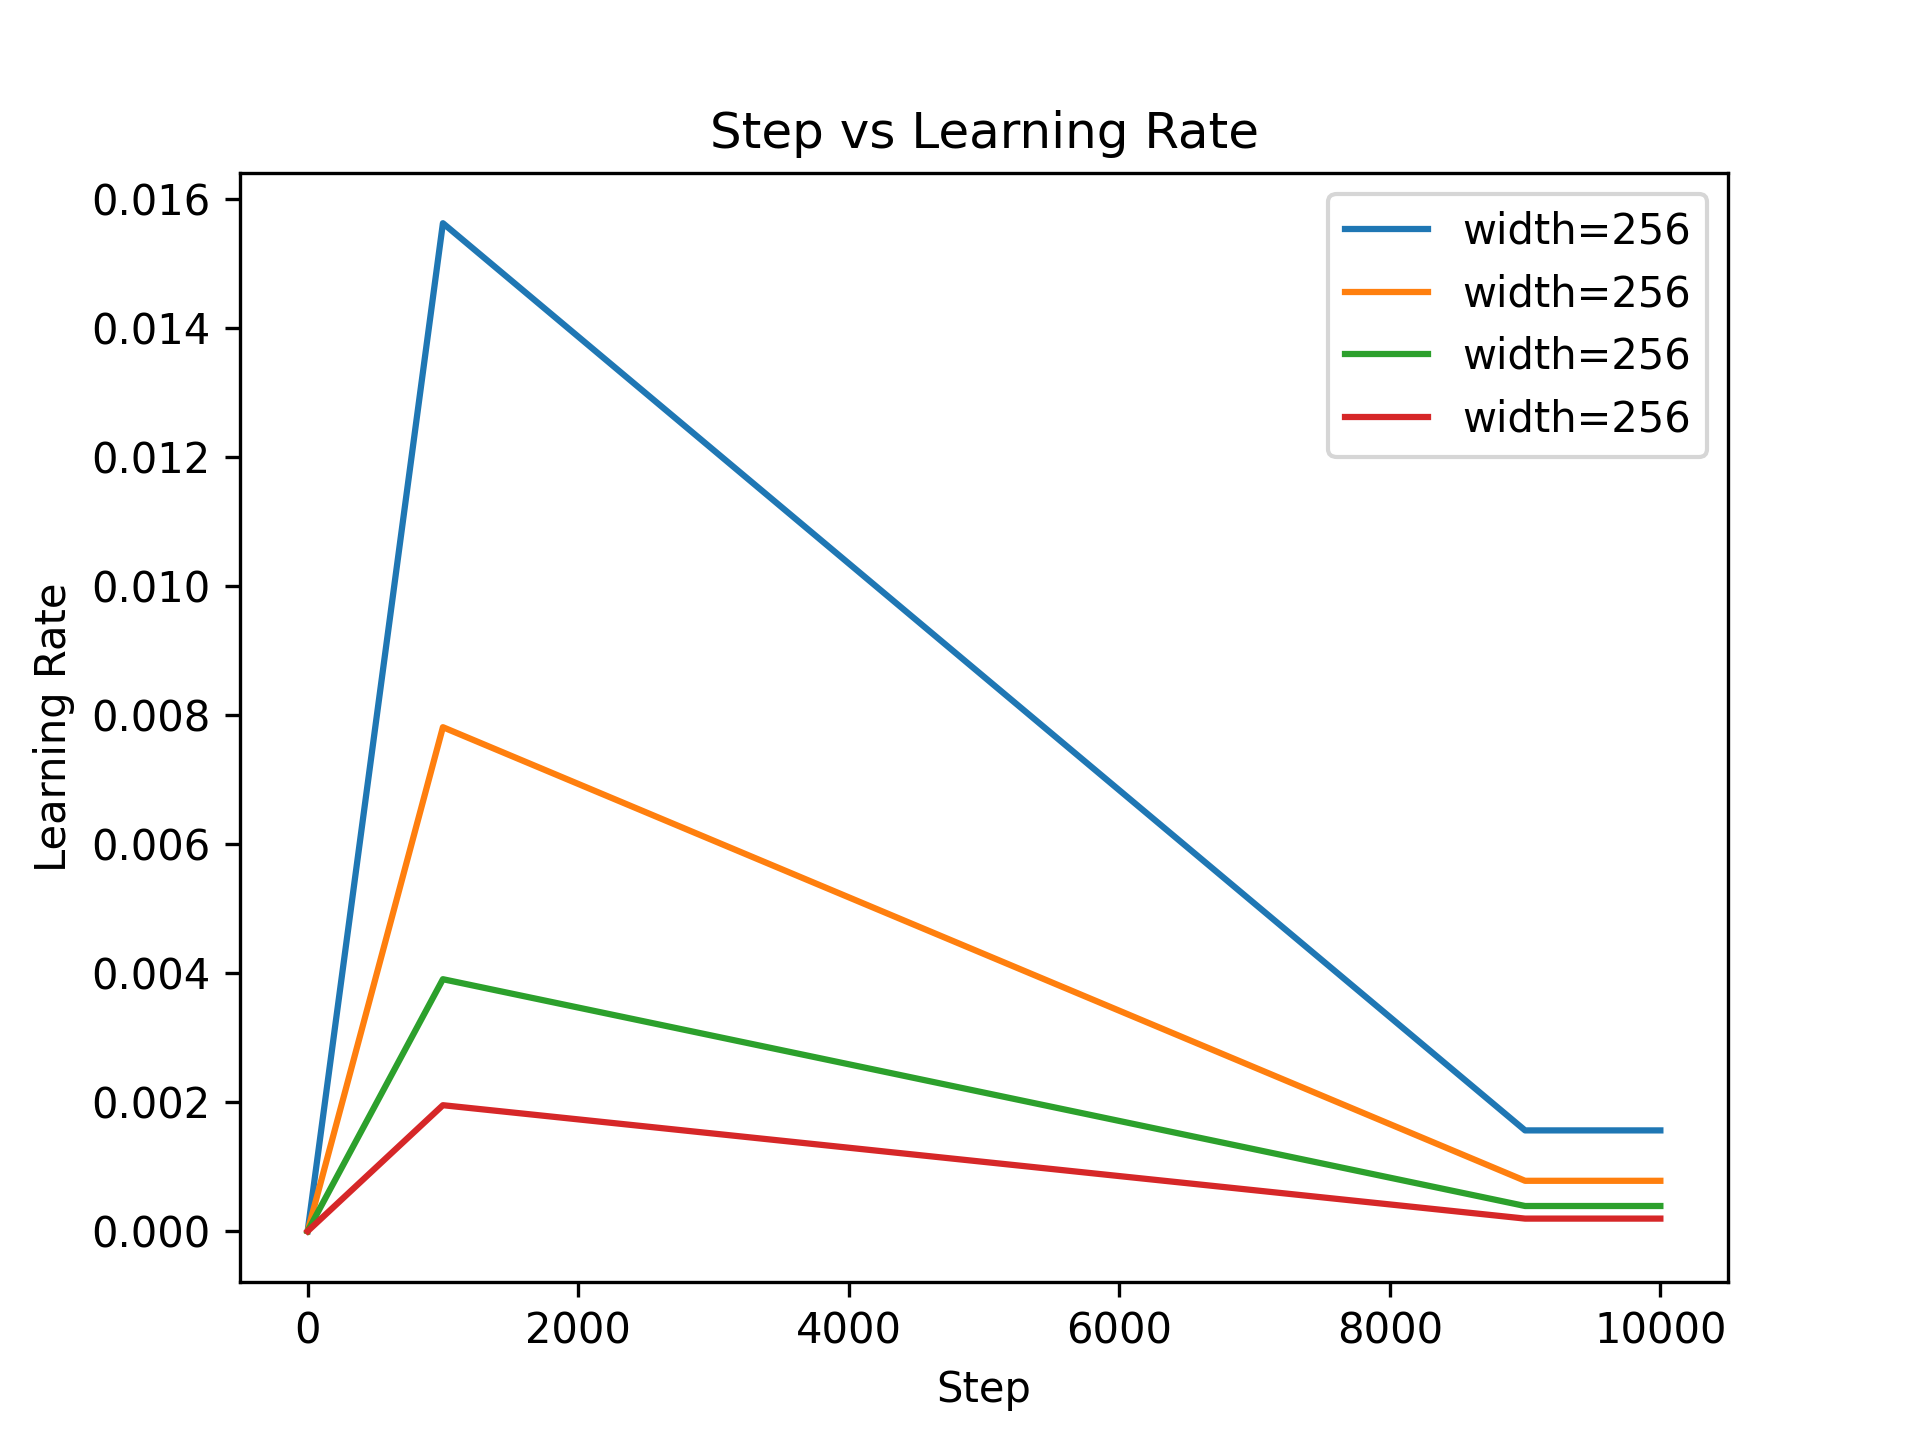 Step vs Learning Rate
width=256
width=256
width=256
width=256
Learning Rate
0.016
0.014
0.012
0.010
0.008
0.006
0.004
0.002
0.000
0 2000 4000 6000 8000 10000
Step